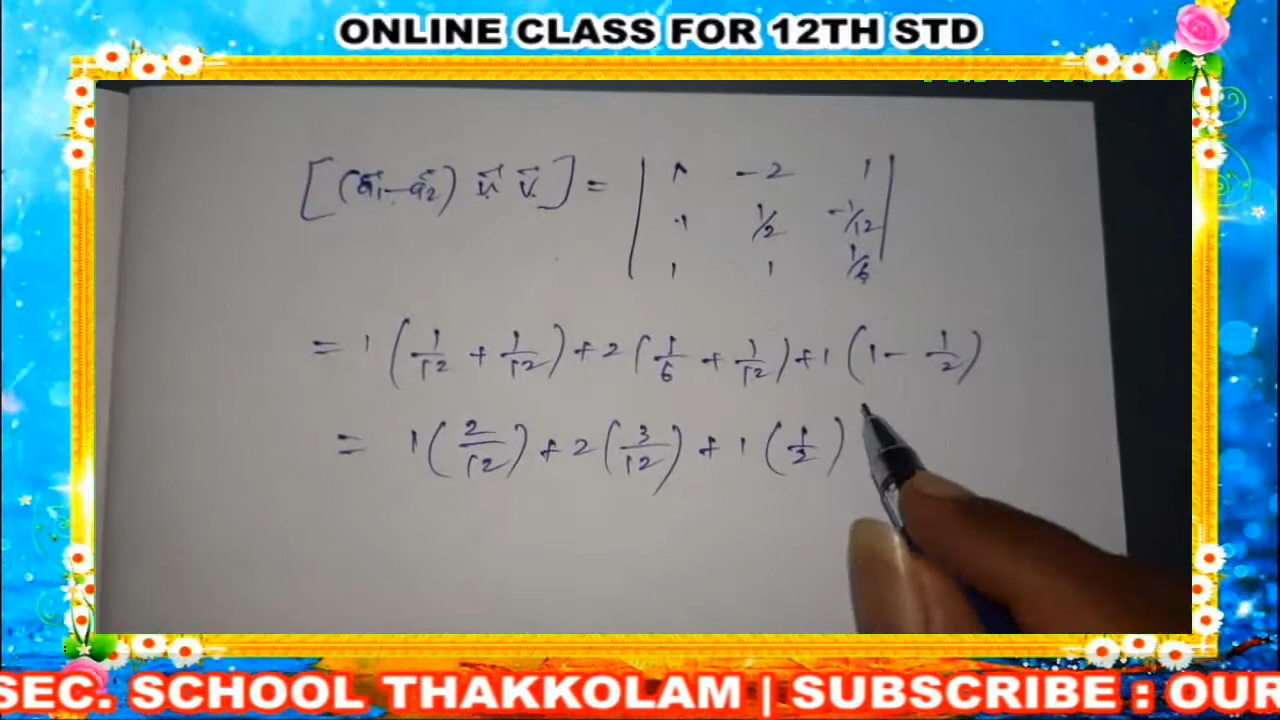 ONLINE CLASS FOR 12TH STD
[(a⃗₁-a⃗₂) u⃗ v⃗] = | 1 -2 1 |
1 1/2 -1/12
1 1 1/6
= 1 (1/12 + 1/12) + 2 (1/6 + 1/12) + 1 (1 - 1/2)
= 1 (2/12) + 2 (3/12) + 1 (1/2)
SEC. SCHOOL THAKKOLAM | SUBSCRIBE : OUR